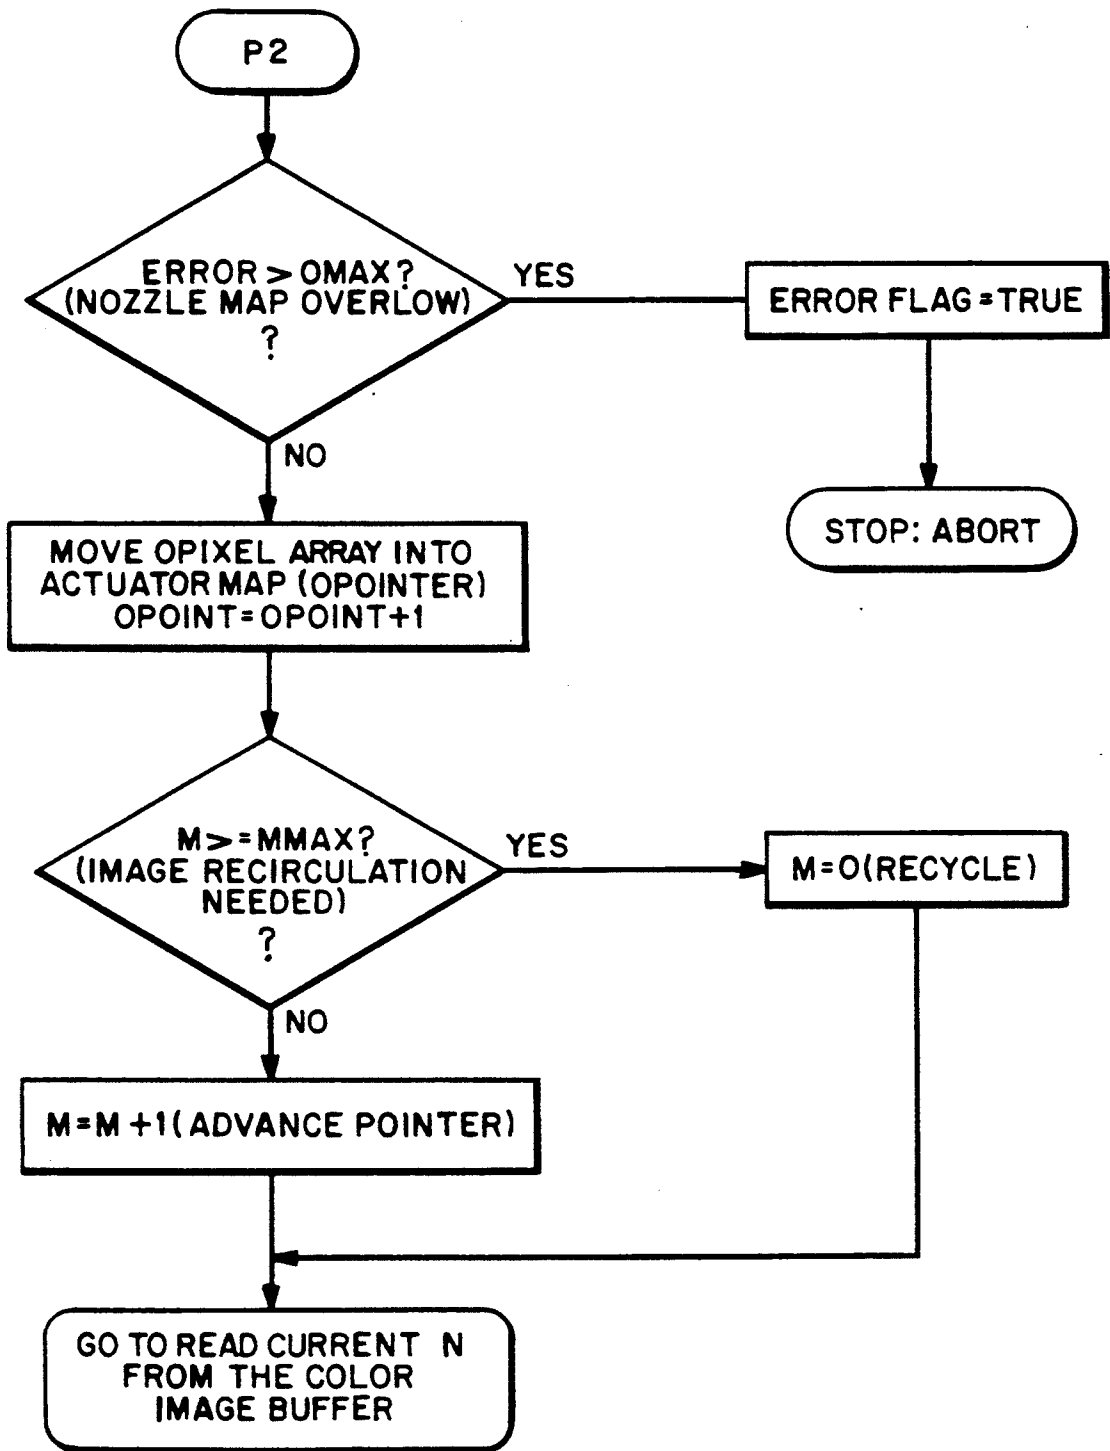 P2
ERROR > OMAX?
(NOZZLE MAP OVERLOW)
?
YES
ERROR FLAG = TRUE
STOP: ABORT
NO
MOVE OPIXEL ARRAY INTO
ACTUATOR MAP (OPOINTER)
OPOINT = OPOINT+1
M > = MMAX?
(IMAGE RECIRCULATION
NEEDED)
?
YES
M=0 (RECYCLE)
NO
M=M+1 (ADVANCE POINTER)
GO TO READ CURRENT N
FROM THE COLOR
IMAGE BUFFER